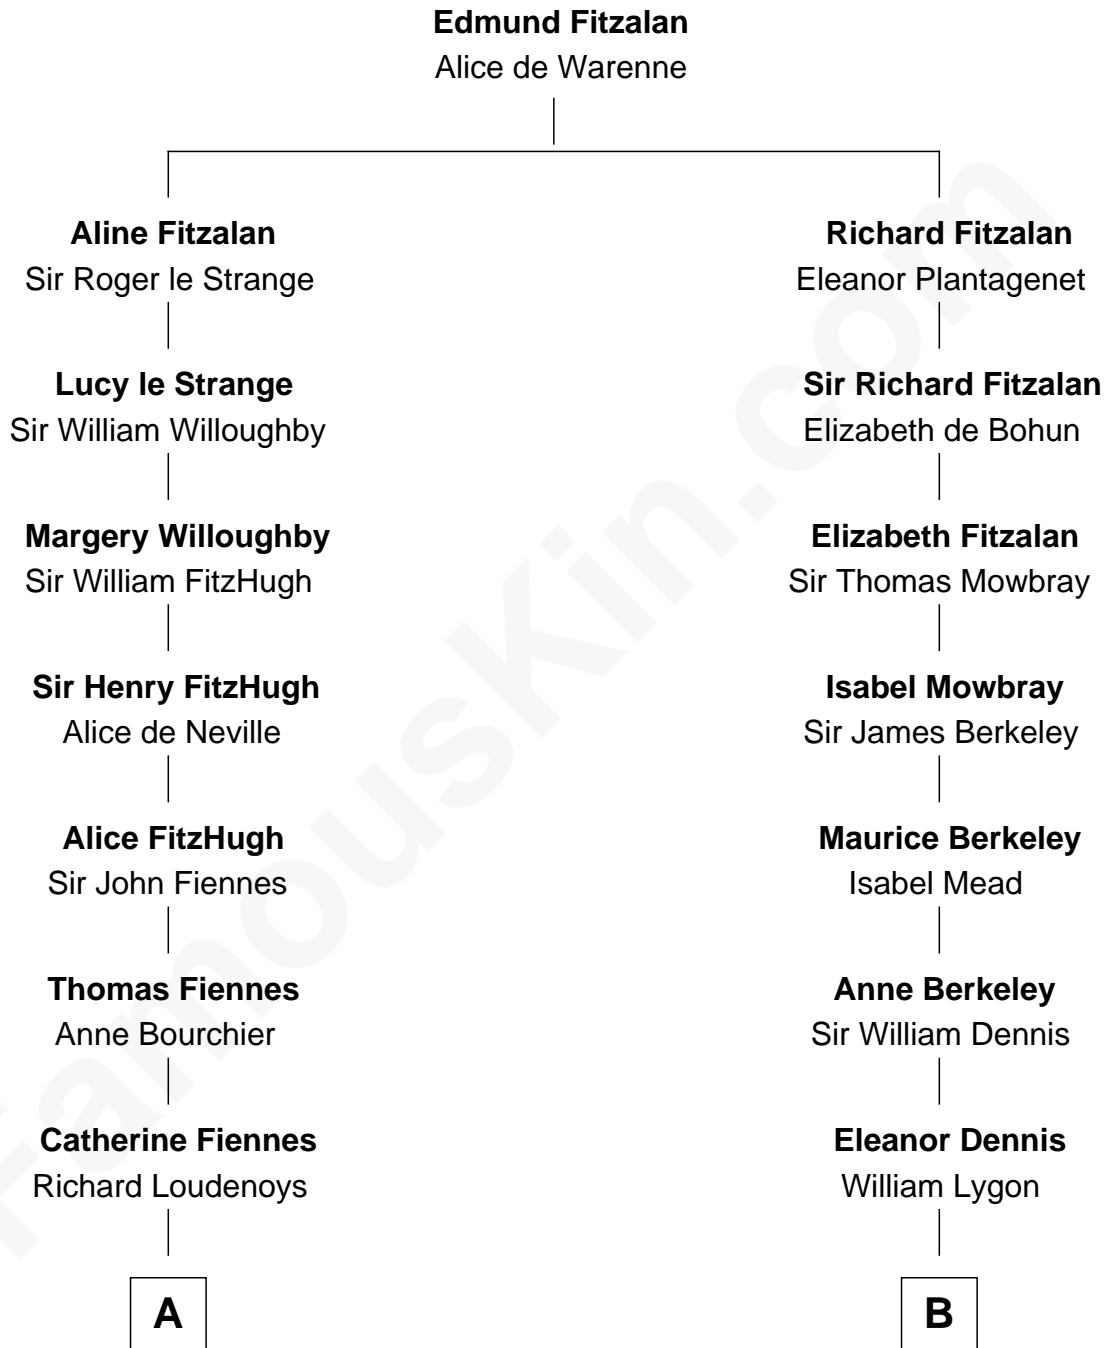 Edmund Fitzalan
Alice de Warenne
Aline Fitzalan
Sir Roger le Strange
Richard Fitzalan
Eleanor Plantagenet
Lucy le Strange
Sir William Willoughby
Sir Richard Fitzalan
Elizabeth de Bohun
Margery Willoughby
Sir William FitzHugh
Elizabeth Fitzalan
Sir Thomas Mowbray
Sir Henry FitzHugh
Alice de Neville
Isabel Mowbray
Sir James Berkeley
Alice FitzHugh
Sir John Fiennes
Maurice Berkeley
Isabel Mead
Thomas Fiennes
Anne Bourchier
Anne Berkeley
Sir William Dennis
Catherine Fiennes
Richard Loudenoys
Eleanor Dennis
William Lygon
A
B
FamousKin.com